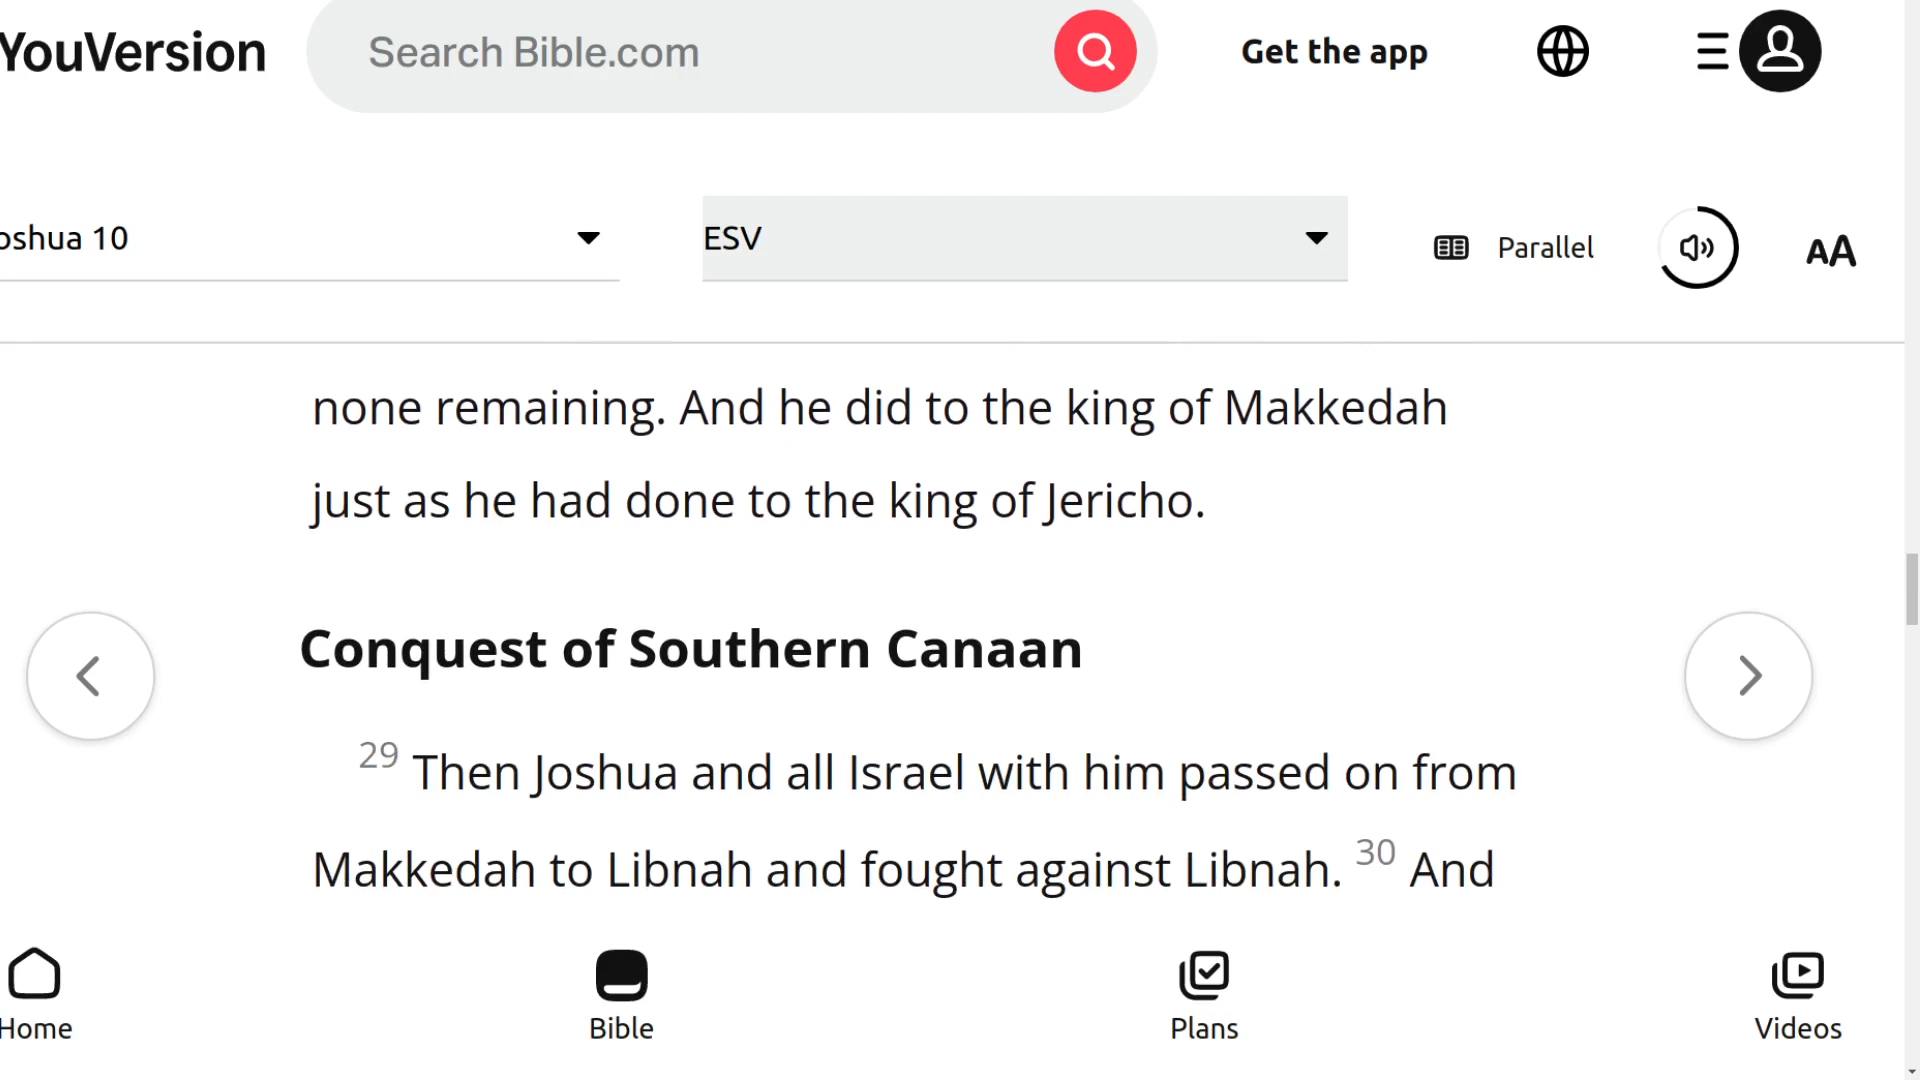 YouVersion
Search Bible.com
Get the app
oshua 10
ESV
Parallel
AA
none remaining. And he did to the king of Makkedah
just as he had done to the king of Jericho.
Conquest of Southern Canaan
29 Then Joshua and all Israel with him passed on from
Makkedah to Libnah and fought against Libnah. 30 And
Home
Bible
Plans
Videos